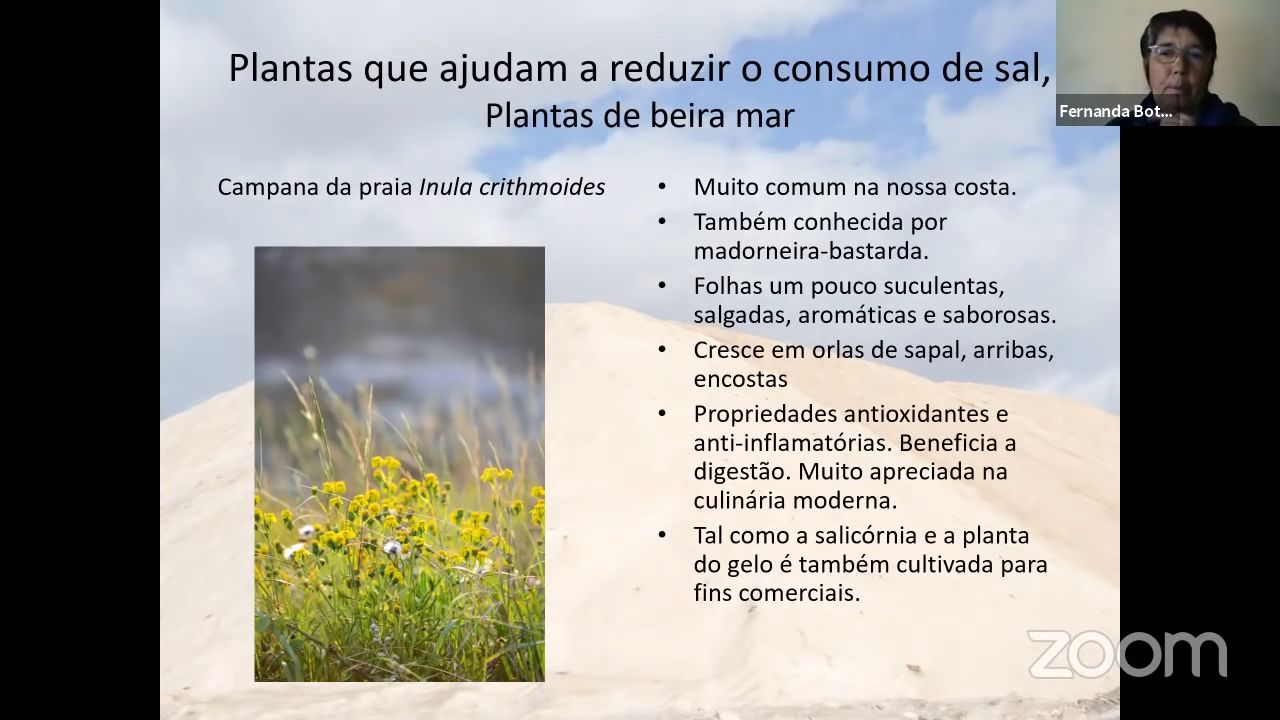 Plantas que ajudam a reduzir o consumo de sal,
Plantas de beira mar
Fernanda Bot...
Campana da praia Inula crithmoides
• Muito comum na nossa costa.
• Também conhecida por
madorneira-bastarda.
• Folhas um pouco suculentas,
salgadas, aromáticas e saborosas.
• Cresce em orlas de sapal, arribas,
encostas
• Propriedades antioxidantes e
anti-inflamatórias. Beneficia a
digestão. Muito apreciada na
culinária moderna.
• Tal como a salicórnia e a planta
do gelo é também cultivada para
fins comerciais.
zoom